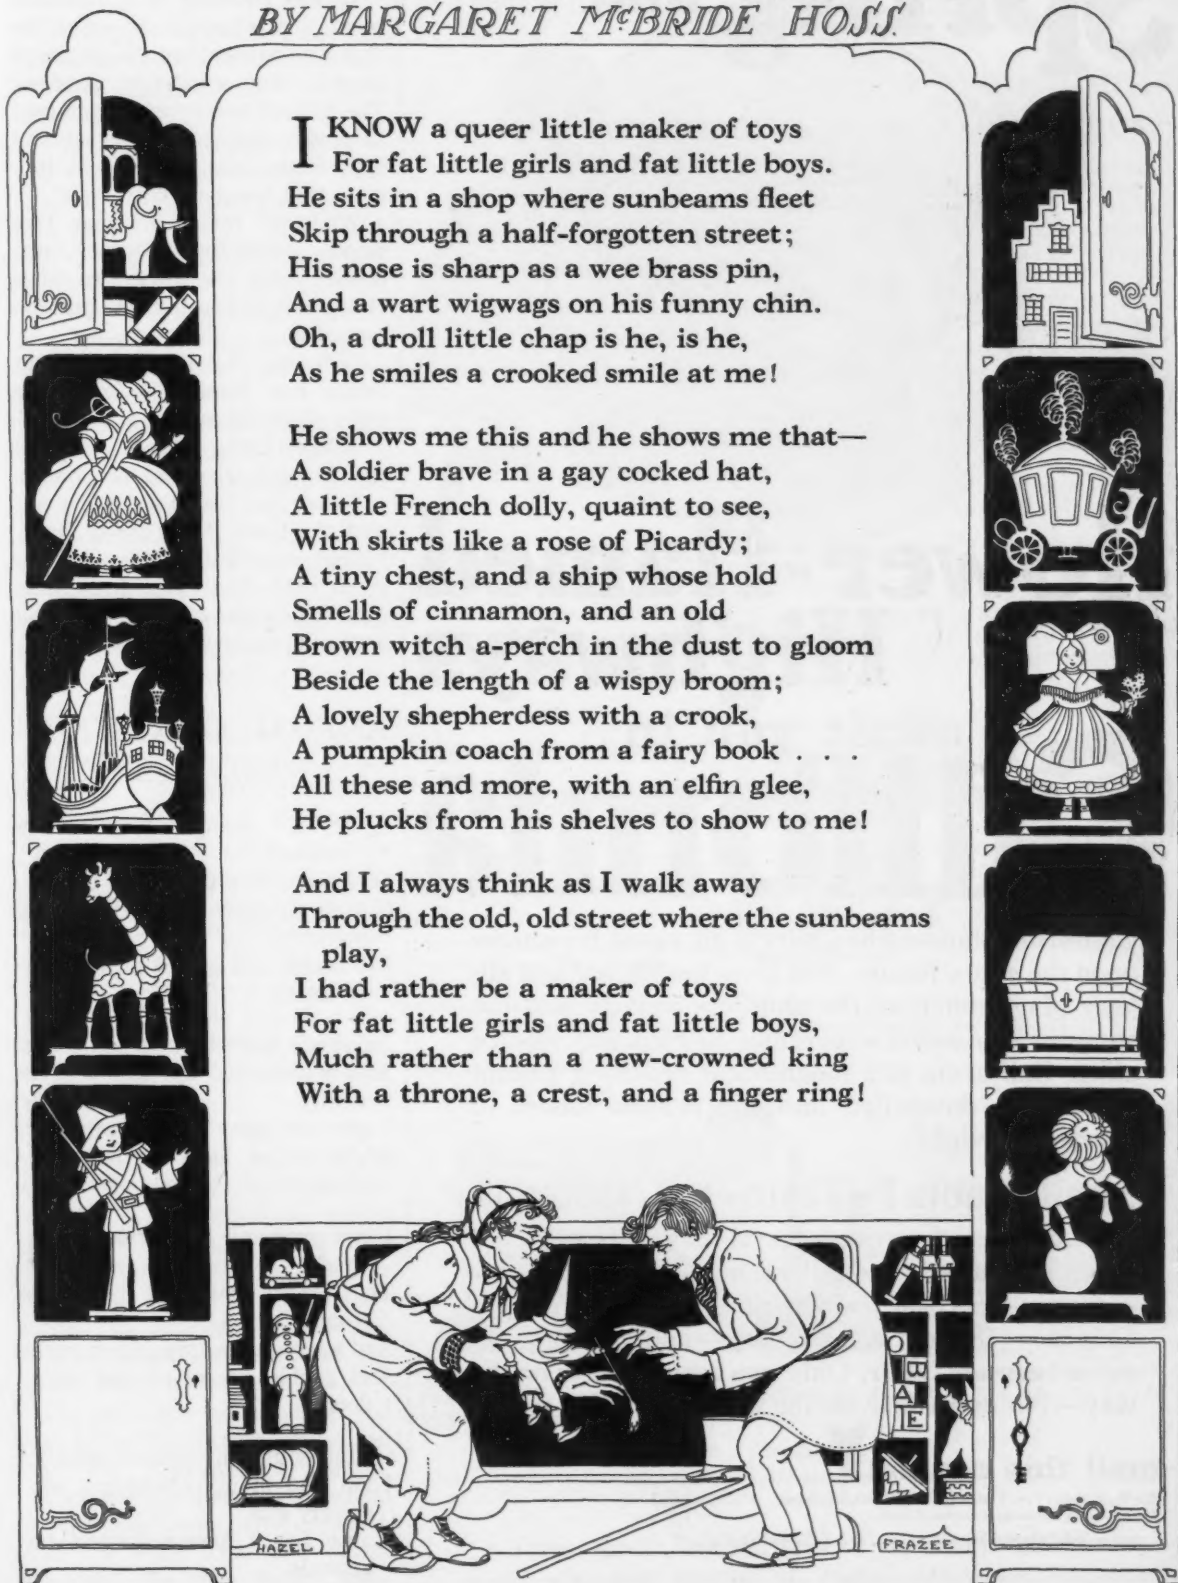 BY MARGARET McBRIDE HOSS.
I KNOW a queer little maker of toys
For fat little girls and fat little boys.
He sits in a shop where sunbeams fleet
Skip through a half-forgotten street;
His nose is sharp as a wee brass pin,
And a wart wigwags on his funny chin.
Oh, a droll little chap is he, is he,
As he smiles a crooked smile at me!
He shows me this and he shows me that—
A soldier brave in a gay cocked hat,
A little French dolly, quaint to see,
With skirts like a rose of Picardy;
A tiny chest, and a ship whose hold
Smells of cinnamon, and an old
Brown witch a-perch in the dust to gloom
Beside the length of a wispy broom;
A lovely shepherdess with a crook,
A pumpkin coach from a fairy book . . .
All these and more, with an elfin glee,
He plucks from his shelves to show to me!
And I always think as I walk away
Through the old, old street where the sunbeams
play,
I had rather be a maker of toys
For fat little girls and fat little boys,
Much rather than a new-crowned king
With a throne, a crest, and a finger ring!
B
A
E
HAZEL
FRAZEE